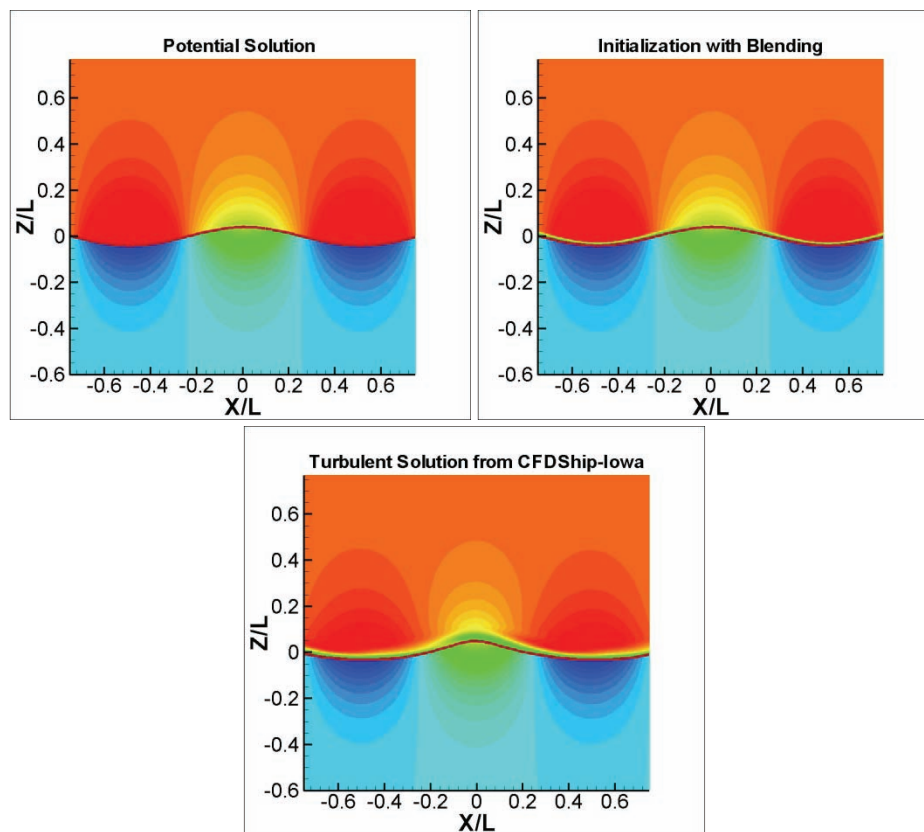 Potential Solution
Z/L
0.6
0.4
0.2
0
-0.2
-0.4
-0.6
-0.6 -0.4 -0.2 0 0.2 0.4 0.6
X/L
Initialization with Blending
Z/L
0.6
0.4
0.2
0
-0.2
-0.4
-0.6
-0.6 -0.4 -0.2 0 0.2 0.4 0.6
X/L
Turbulent Solution from CFDShip-Iowa
Z/L
0.6
0.4
0.2
0
-0.2
-0.4
-0.6
-0.6 -0.4 -0.2 0 0.2 0.4 0.6
X/L